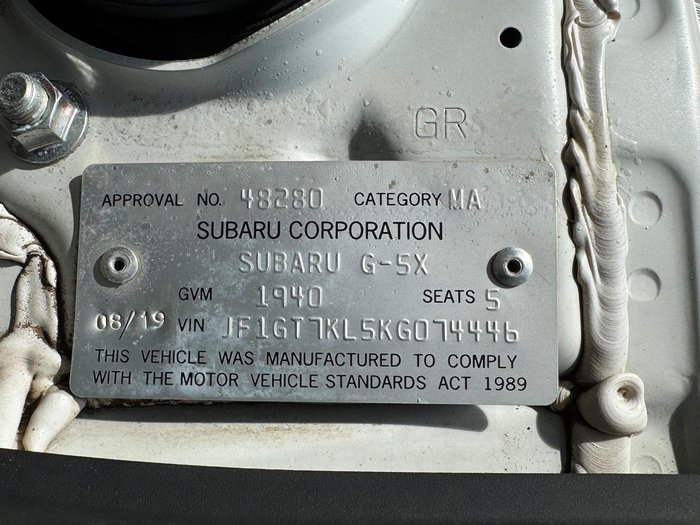 GR
APPROVAL NO. 48280 CATEGORY MA
SUBARU CORPORATION
SUBARU G-5X
GVM 1940 SEATS 5
08/19 VIN JF1GT7KL5KG074446
THIS VEHICLE WAS MANUFACTURED TO COMPLY
WITH THE MOTOR VEHICLE STANDARDS ACT 1989